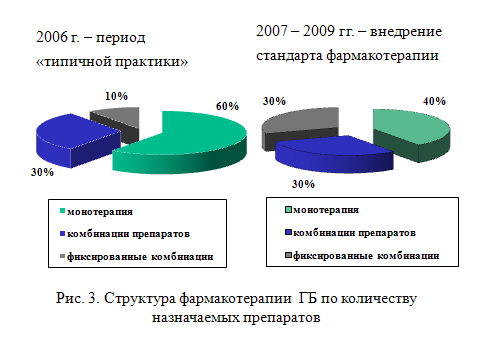 2006 г. – период
«типичной практики»
2007 – 2009 гг. – внедрение
стандарта фармакотерапии
10%
60%
30%
30%
40%
30%
монотерапия
комбинации препаратов
фиксированные комбинации
монотерапия
комбинации препаратов
фиксированные комбинации
Рис. 3. Структура фармакотерапии ГБ по количеству
назначаемых препаратов